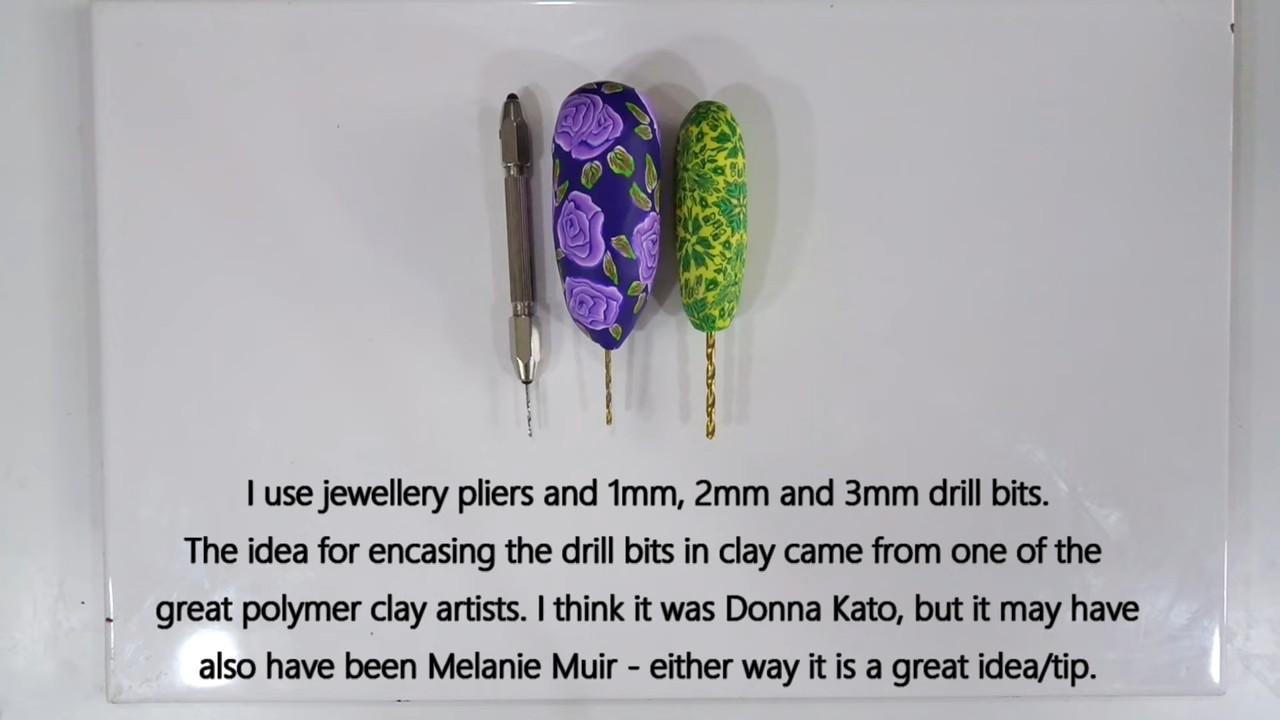 I use jewellery pliers and 1mm, 2mm and 3mm drill bits.
The idea for encasing the drill bits in clay came from one of the
great polymer clay artists. I think it was Donna Kato, but it may have
also have been Melanie Muir - either way it is a great idea/tip.